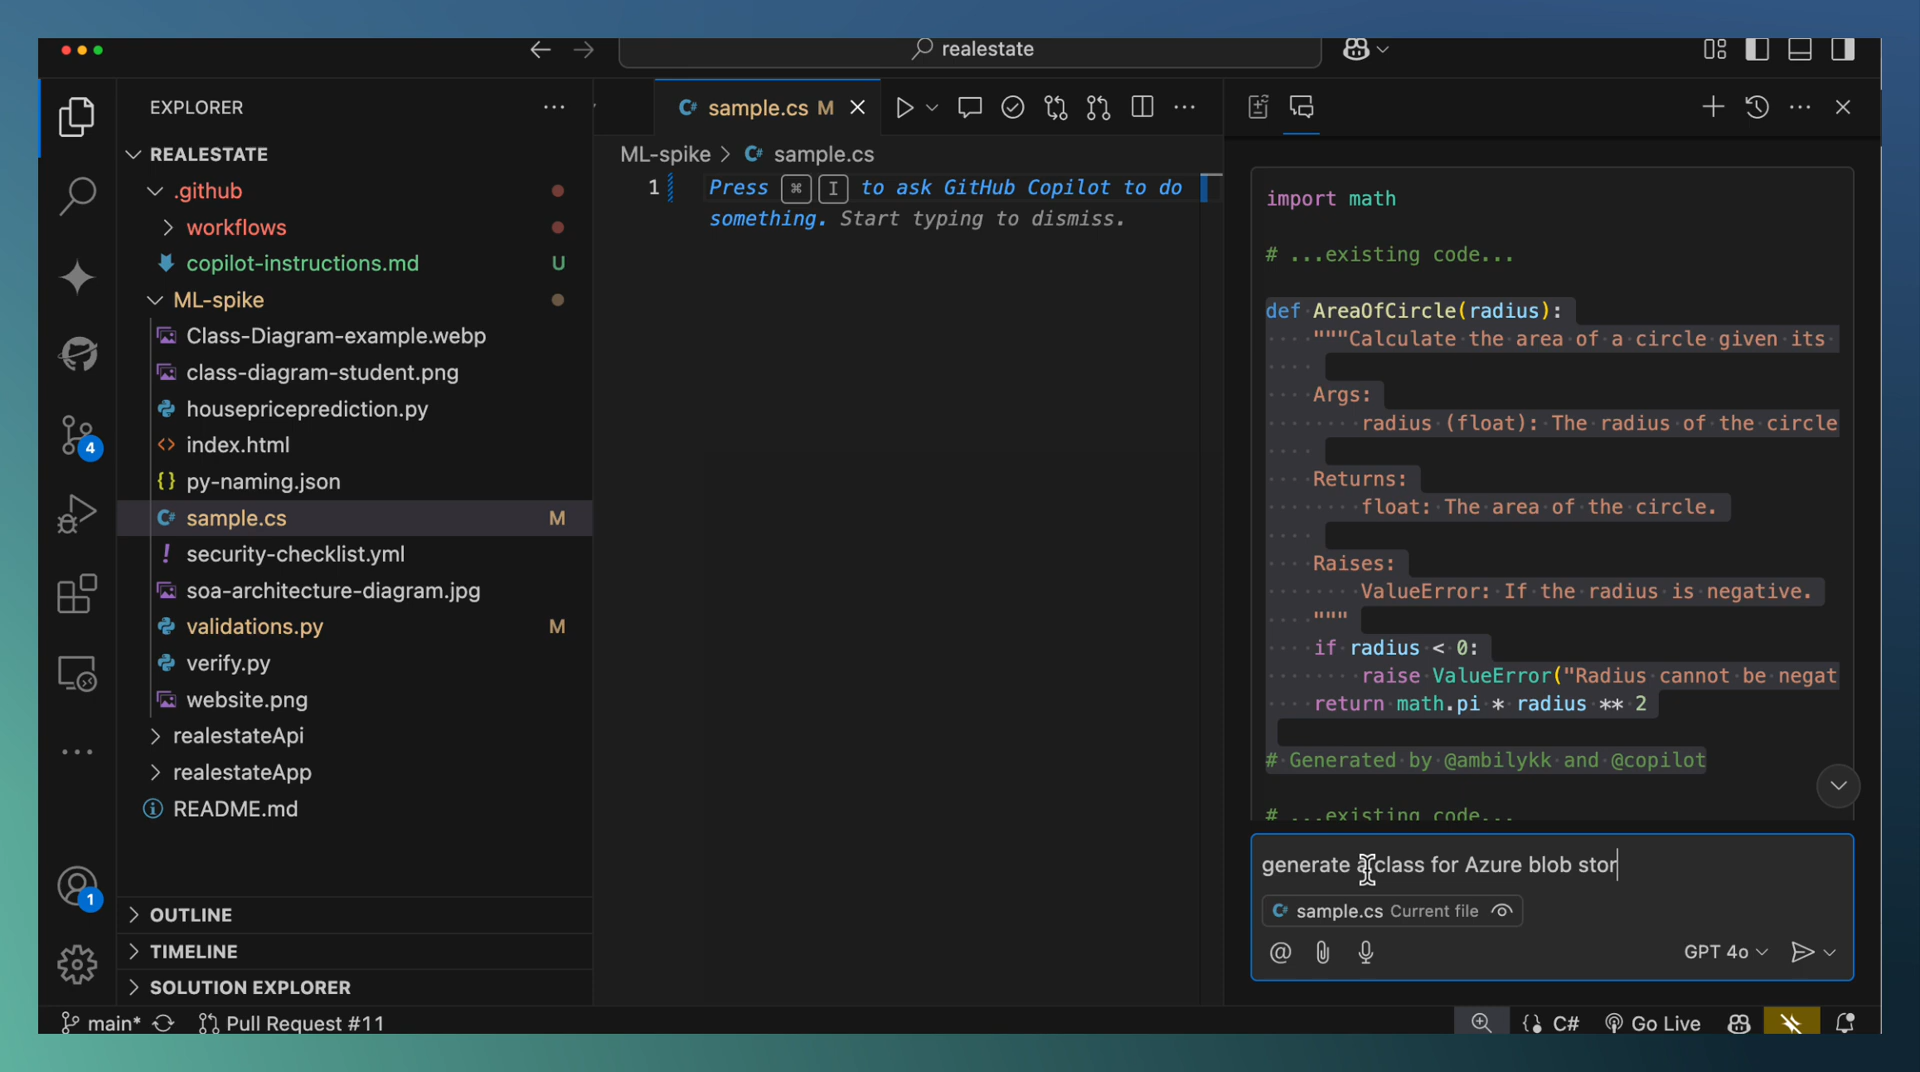 realestate
EXPLORER
REALESTATE
.github
workflows
copilot-instructions.md U
ML-spike
Class-Diagram-example.webp
class-diagram-student.png
housepriceprediction.py
<> index.html
{} py-naming.json
C# sample.cs M
! security-checklist.yml
soa-architecture-diagram.jpg
validations.py M
verify.py
website.png
realestateApi
realestateApp
README.md
OUTLINE
TIMELINE
SOLUTION EXPLORER
4
1
C# sample.cs M
ML-spike > C# sample.cs
1 Press ⌘ I to ask GitHub Copilot to do
something. Start typing to dismiss.
import math
# ...existing code...
def AreaOfCircle(radius):
"""Calculate the area of a circle given its
Args:
radius (float): The radius of the circle
Returns:
float: The area of the circle.
Raises:
ValueError: If the radius is negative.
"""
if radius < 0:
raise ValueError("Radius cannot be negat
return math.pi * radius ** 2
# Generated by @ambilykk and @copilot
# ...existing code...
generate a class for Azure blob stor
C# sample.cs Current file
@ GPT 4o
main* Pull Request #11
{} C# Go Live